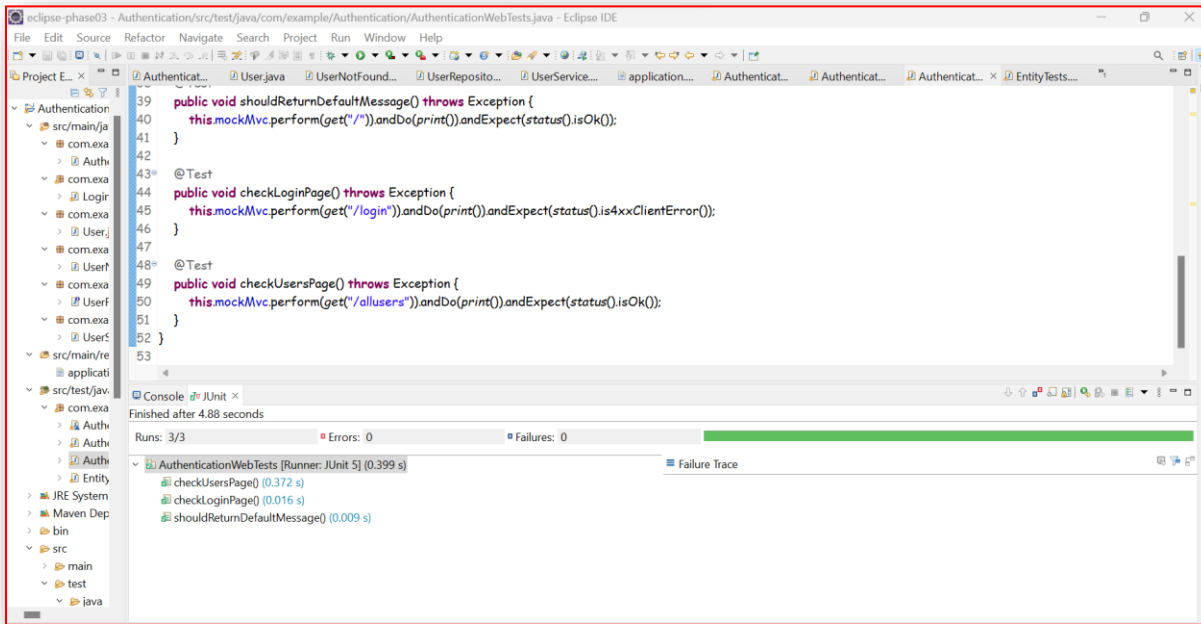 eclipse-phase03 - Authentication/src/test/java/com/example/Authentication/AuthenticationWebTests.java - Eclipse IDE
File Edit Source Refactor Navigate Search Project Run Window Help
Project E... Authenticat... User.java UserNotFound... UserReposito... UserService.... application.... Authenticat... Authenticat... Authenticat... EntityTests....
Authentication
src/main/ja
com.exa
Auth
com.exa
Login
com.exa
User.j
com.exa
UserN
com.exa
UserF
com.exa
UserS
src/main/re
applicati
src/test/java
com.exa
Authe
Authe
Authe
Entity
JRE System
Maven Dep
bin
src
main
test
java
39 public void shouldReturnDefaultMessage() throws Exception {
40 this.mockMvc.perform(get("/")).andDo(print()).andExpect(status().isOk());
41 }
42
43 @Test
44 public void checkLoginPage() throws Exception {
45 this.mockMvc.perform(get("/login")).andDo(print()).andExpect(status().is4xxClientError());
46 }
47
48 @Test
49 public void checkUsersPage() throws Exception {
50 this.mockMvc.perform(get("/allusers")).andDo(print()).andExpect(status().isOk());
51 }
52 }
53
Console JUnit
Finished after 4.88 seconds
Runs: 3/3 Errors: 0 Failures: 0
AuthenticationWebTests [Runner: JUnit 5] (0.399 s)
checkUsersPage() (0.372 s)
checkLoginPage() (0.016 s)
shouldReturnDefaultMessage() (0.009 s)
Failure Trace